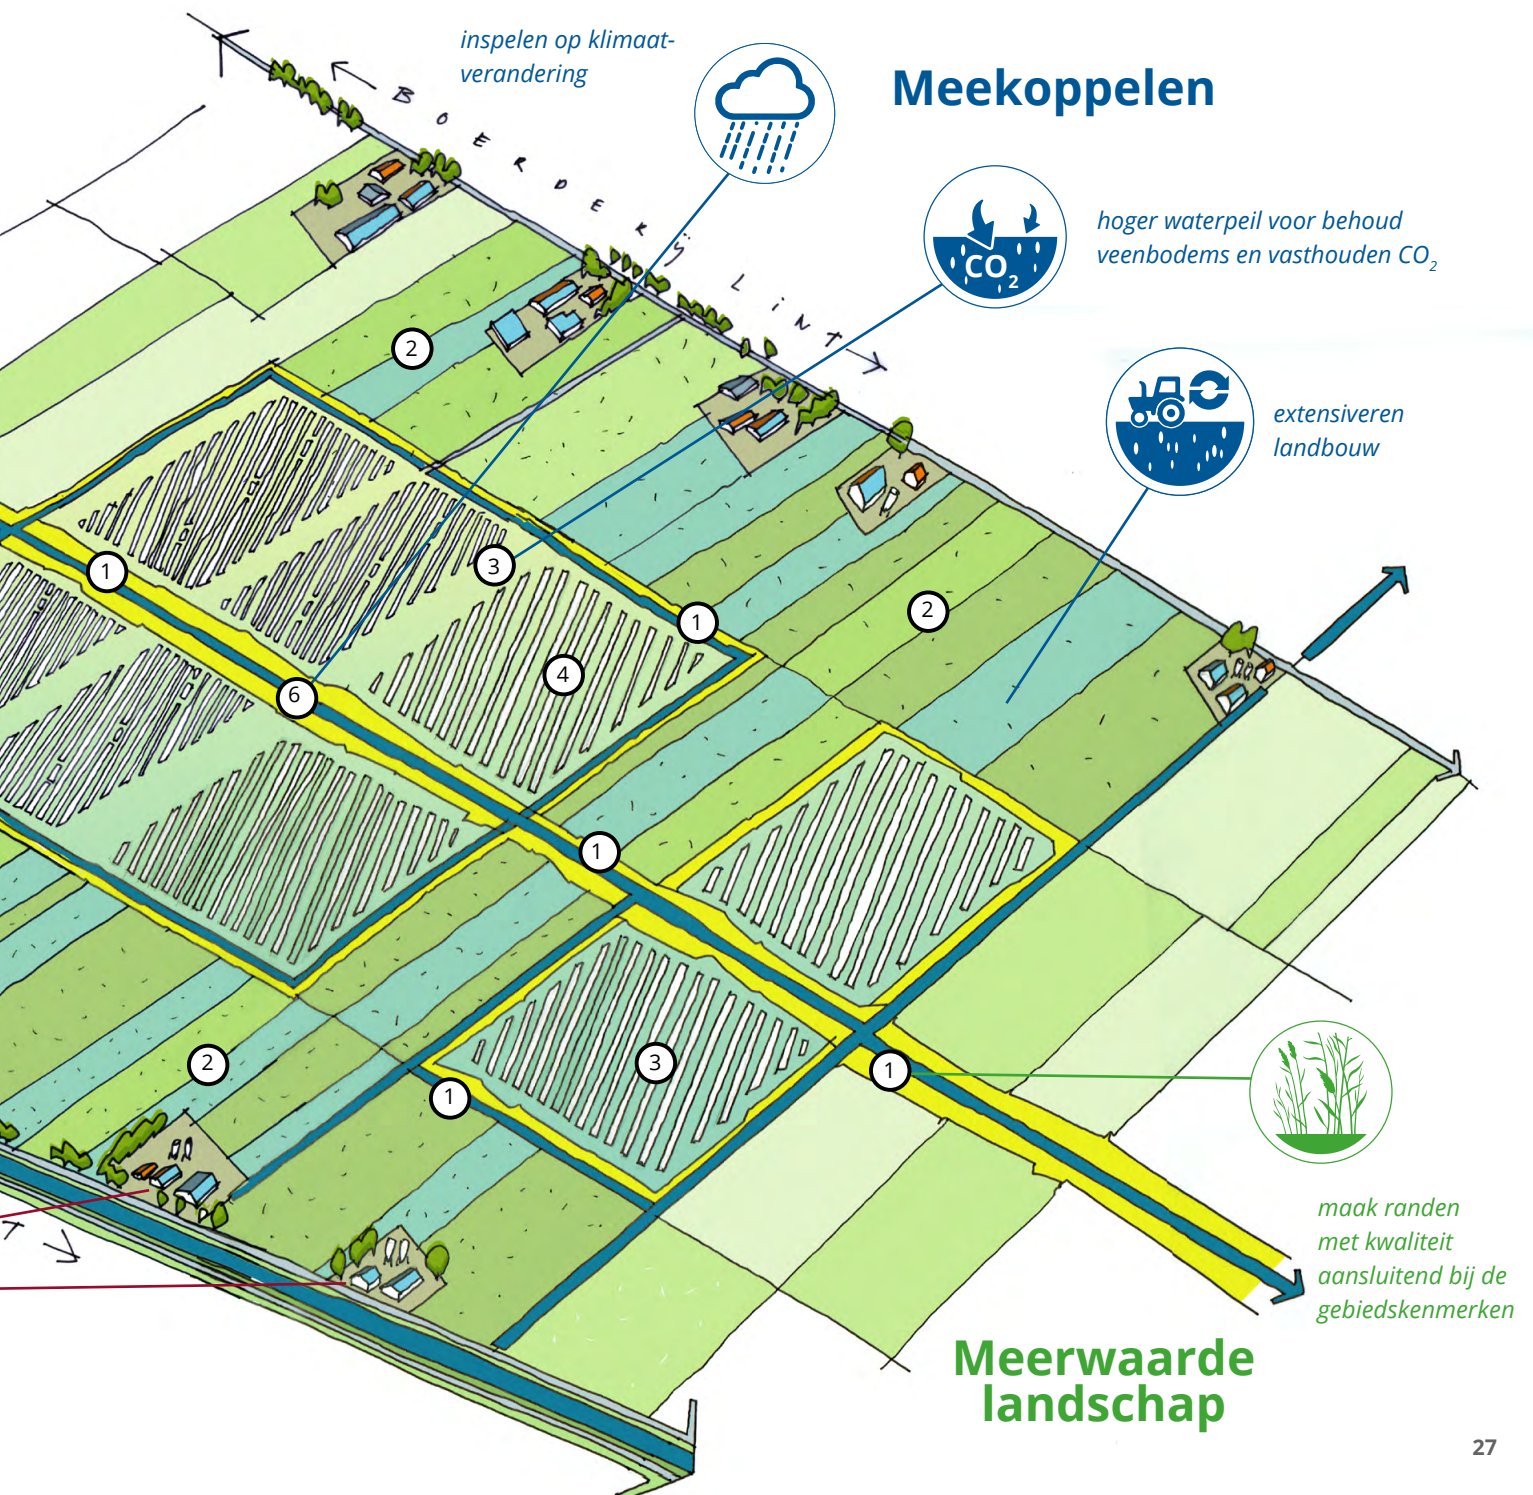 inspelen op klimaat-
verandering
Meekoppelen
BOERDERIJ LINT
hoger waterpeil voor behoud
veenbodems en vasthouden CO2
CO2
extensiveren
landbouw
2
3
1
2
1
4
6
1
2
3
1
1
maak randen
met kwaliteit
aansluitend bij de
gebiedskenmerken
Meerwaarde
landschap
T
27